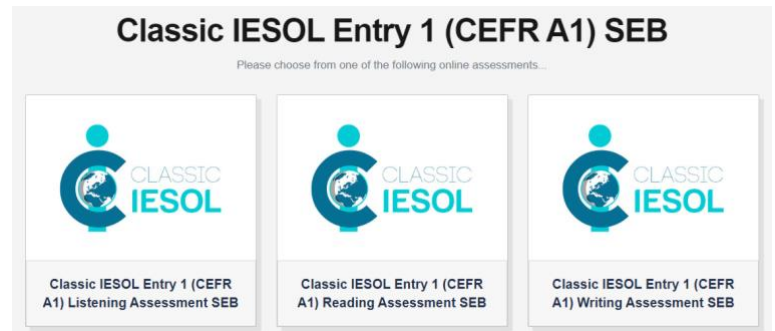 Classic IESOL Entry 1 (CEFR A1) SEB
Please choose from one of the following online assessments...
CLASSIC
IESOL
CLASSIC
IESOL
CLASSIC
IESOL
Classic IESOL Entry 1 (CEFR
A1) Listening Assessment SEB
Classic IESOL Entry 1 (CEFR
A1) Reading Assessment SEB
Classic IESOL Entry 1 (CEFR
A1) Writing Assessment SEB